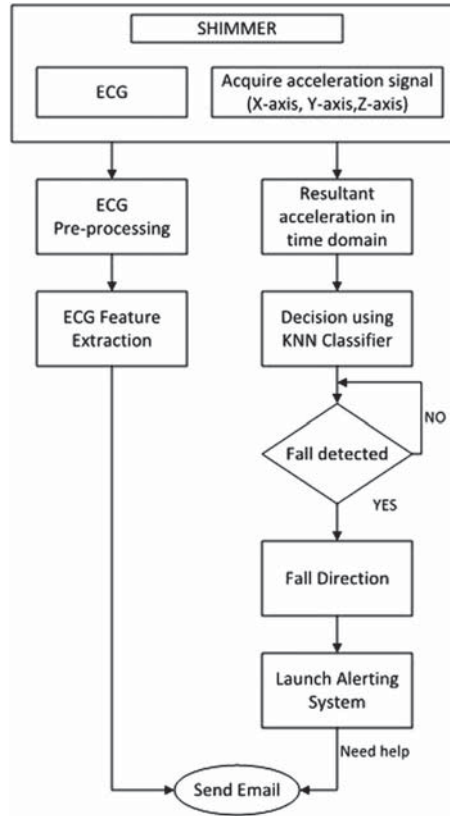 SHIMMER
ECG
Acquire acceleration signal
(X-axis, Y-axis,Z-axis)
ECG
Pre-processing
Resultant
acceleration in
time domain
ECG Feature
Extraction
Decision using
KNN Classifier
NO
Fall detected
YES
Fall Direction
Launch Alerting
System
Need help
Send Email